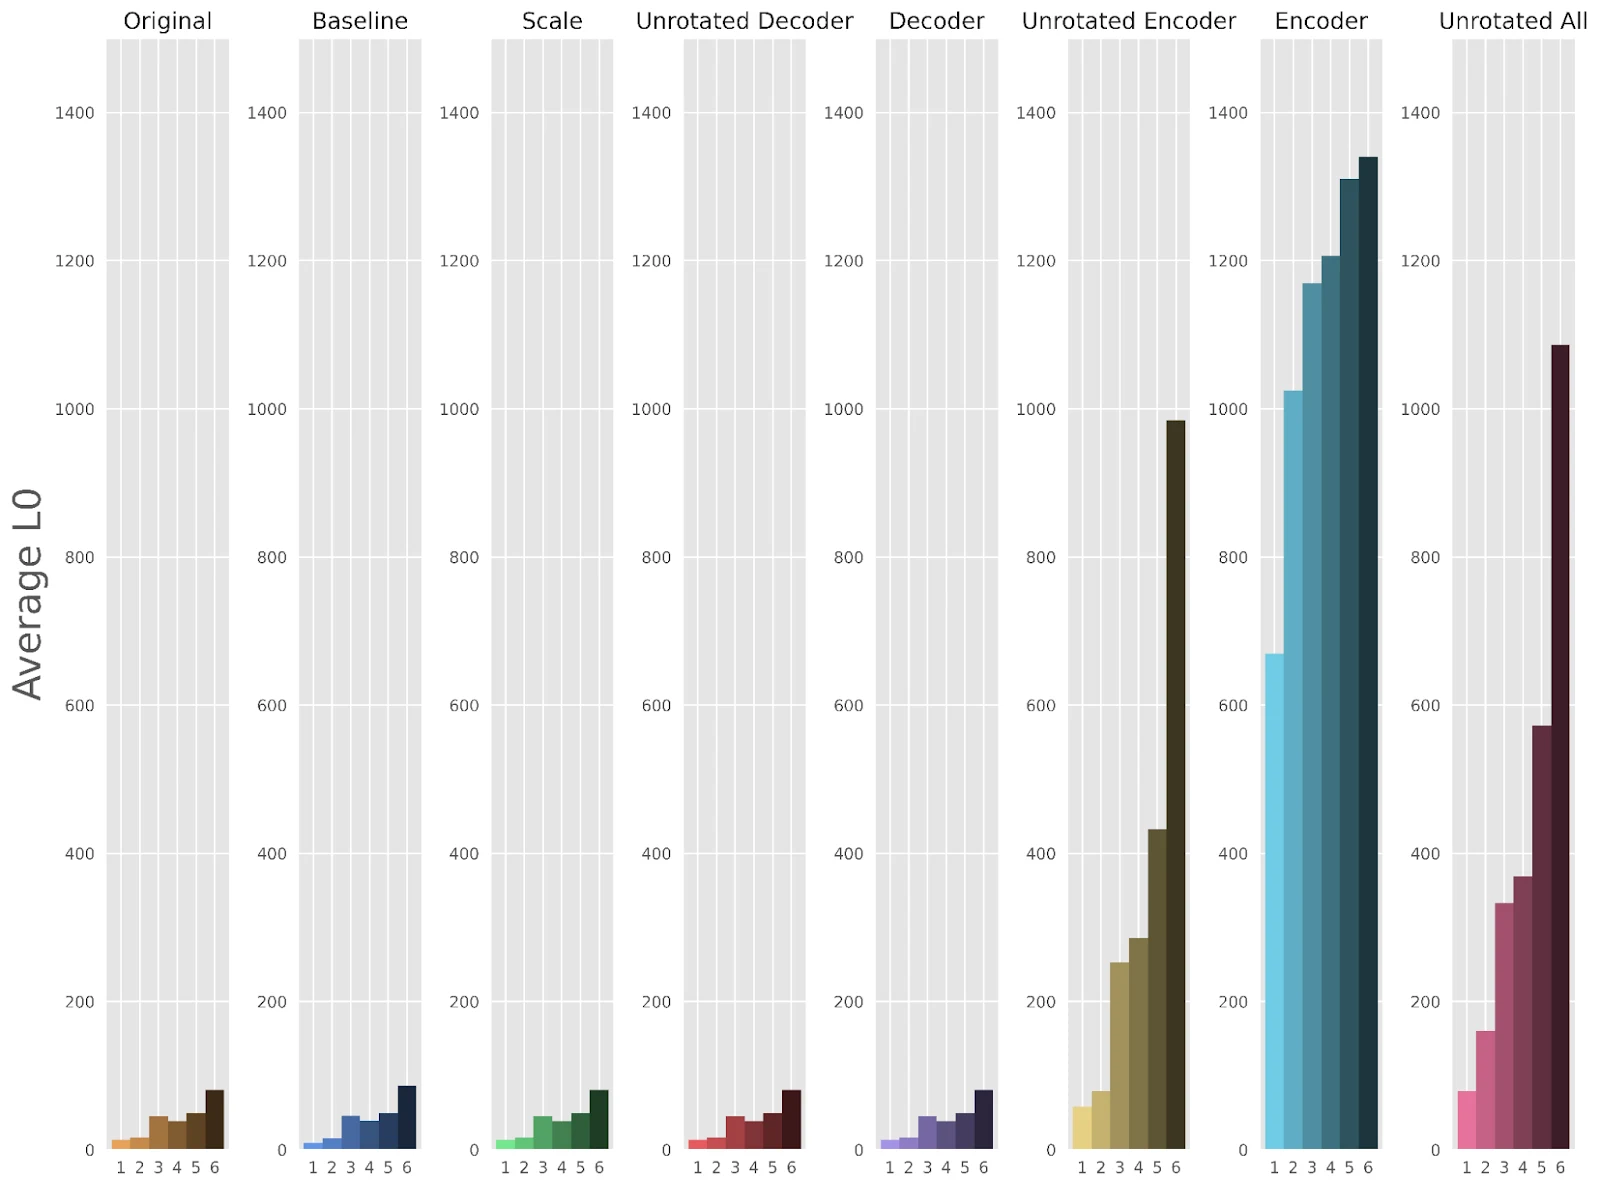 Original Baseline Scale Unrotated Decoder Decoder Unrotated Encoder Encoder Unrotated All
1400 1400 1400 1400 1400 1400 1400 1400
1200 1200 1200 1200 1200 1200 1200 1200
1000 1000 1000 1000 1000 1000 1000 1000
800 800 800 800 800 800 800 800
Average L0
600 600 600 600 600 600 600 600
400 400 400 400 400 400 400 400
200 200 200 200 200 200 200 200
0 0 0 0 0 0 0 0
1 2 3 4 5 6 1 2 3 4 5 6 1 2 3 4 5 6 1 2 3 4 5 6 1 2 3 4 5 6 1 2 3 4 5 6 1 2 3 4 5 6 1 2 3 4 5 6